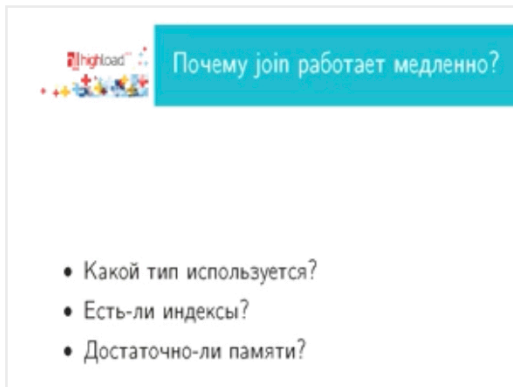 highload++
Почему join работает медленно?
• Какой тип используется?
• Есть-ли индексы?
• Достаточно-ли памяти?